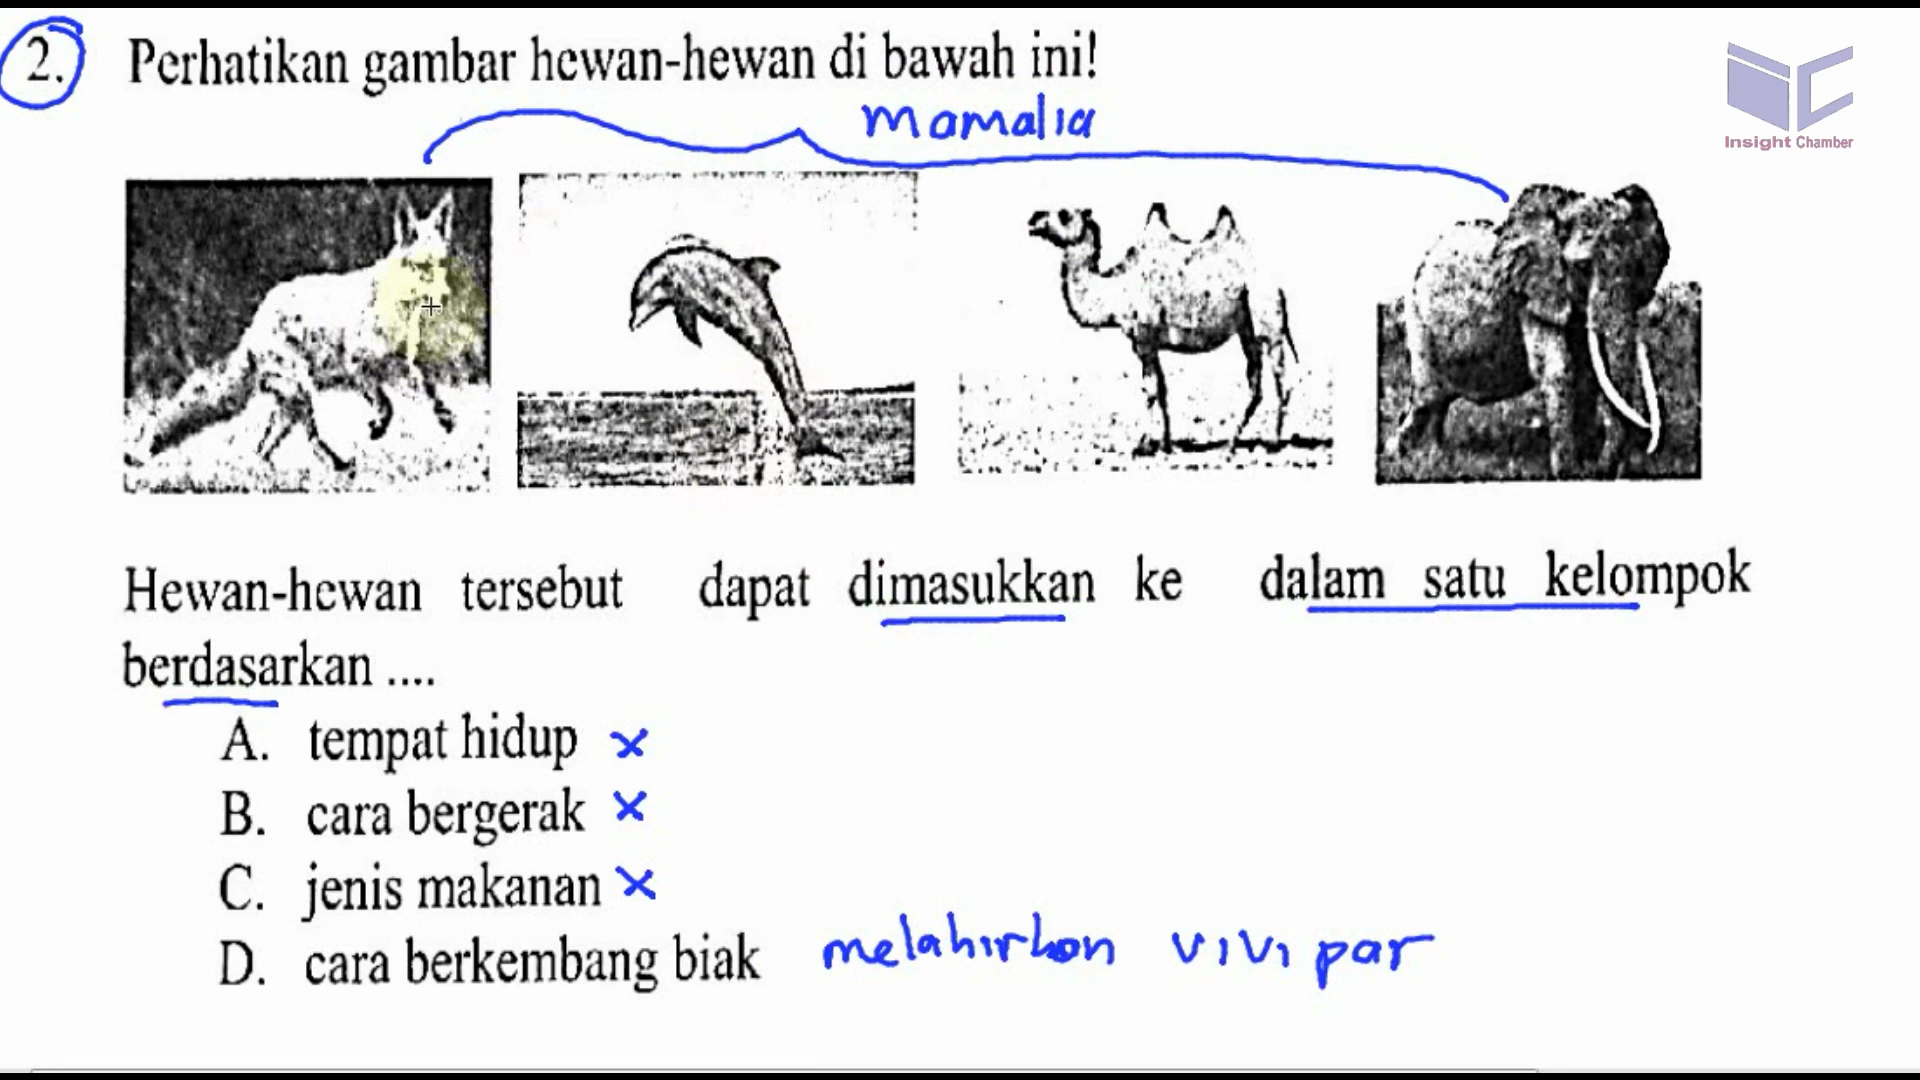 2. Perhatikan gambar hewan-hewan di bawah ini!
mamalia
Insight Chamber
Hewan-hewan tersebut dapat dimasukkan ke dalam satu kelompok
berdasarkan ....
A. tempat hidup x
B. cara bergerak x
C. jenis makanan x
D. cara berkembang biak melahirkan vivipar